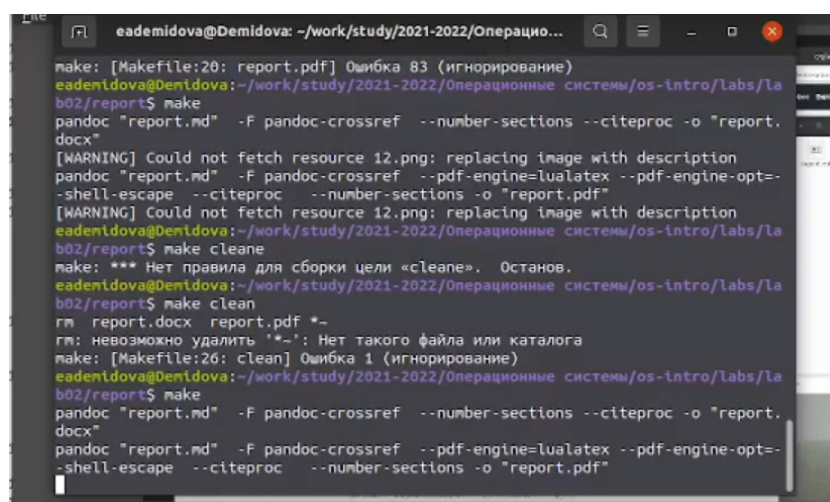 File
eademidova@Demidova: ~/work/study/2021-2022/Операцио...
make: [Makefile:20: report.pdf] Ошибка 83 (игнорирование)
eademidova@Demidova:~/work/study/2021-2022/Операционные системы/os-intro/labs/la
b02/report$ make
pandoc "report.md"  -F pandoc-crossref  --number-sections --citeproc -o "report.
docx"
[WARNING] Could not fetch resource 12.png: replacing image with description
pandoc "report.md"  -F pandoc-crossref  --pdf-engine=lualatex --pdf-engine-opt=-
-shell-escape  --citeproc   --number-sections -o "report.pdf"
[WARNING] Could not fetch resource 12.png: replacing image with description
eademidova@Demidova:~/work/study/2021-2022/Операционные системы/os-intro/labs/la
b02/report$ make cleane
make: *** Нет правила для сборки цели «cleane».  Останов.
eademidova@Demidova:~/work/study/2021-2022/Операционные системы/os-intro/labs/la
b02/report$ make clean
rm  report.docx  report.pdf *~
rm: невозможно удалить '*~': Нет такого файла или каталога
make: [Makefile:26: clean] Ошибка 1 (игнорирование)
eademidova@Demidova:~/work/study/2021-2022/Операционные системы/os-intro/labs/la
b02/report$ make
pandoc "report.md"  -F pandoc-crossref  --number-sections --citeproc -o "report.
docx"
pandoc "report.md"  -F pandoc-crossref  --pdf-engine=lualatex --pdf-engine-opt=-
-shell-escape  --citeproc   --number-sections -o "report.pdf"